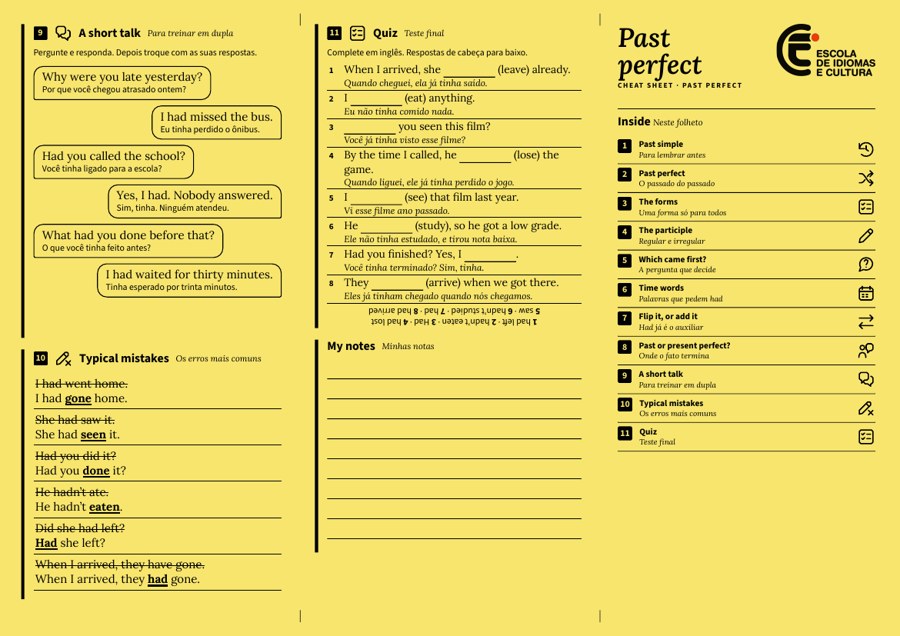 9 A short talk Para treinar em dupla
Pergunte e responda. Depois troque com as suas respostas.
Why were you late yesterday?
Por que você chegou atrasado ontem?
I had missed the bus.
Eu tinha perdido o ônibus.
Had you called the school?
Você tinha ligado para a escola?
Yes, I had. Nobody answered.
Sim, tinha. Ninguém atendeu.
What had you done before that?
O que você tinha feito antes?
I had waited for thirty minutes.
Tinha esperado por trinta minutos.
10 Typical mistakes Os erros mais comuns
I had went home.
I had gone home.
She had saw it.
She had seen it.
Had you did it?
Had you done it?
He hadn't ate.
He hadn't eaten.
Did she had left?
Had she left?
When I arrived, they have gone.
When I arrived, they had gone.
11 Quiz Teste final
Complete em inglês. Respostas de cabeça para baixo.
1 When I arrived, she ________ (leave) already.
Quando cheguei, ela já tinha saído.
2 I ________ (eat) anything.
Eu não tinha comido nada.
3 ________ you seen this film?
Você já tinha visto esse filme?
4 By the time I called, he ________ (lose) the
game.
Quando liguei, ele já tinha perdido o jogo.
5 I ________ (see) that film last year.
Vi esse filme ano passado.
6 He ________ (study), so he got a low grade.
Ele não tinha estudado, e tirou nota baixa.
7 Had you finished? Yes, I ________.
Você tinha terminado? Sim, tinha.
8 They ________ (arrive) when we got there.
Eles já tinham chegado quando nós chegamos.
1 had left · 2 hadn't eaten · 3 Had · 4 had lost
5 saw · 6 hadn't studied · 7 had · 8 had arrived
My notes Minhas notas
Past
perfect
CHEAT SHEET · PAST PERFECT
ESCOLA
DE IDIOMAS
E CULTURA
Inside Neste folheto
1 Past simple
Para lembrar antes
2 Past perfect
O passado do passado
3 The forms
Uma forma só para todos
4 The participle
Regular e irregular
5 Which came first?
A pergunta que decide
6 Time words
Palavras que pedem had
7 Flip it, or add it
Had já é o auxiliar
8 Past or present perfect?
Onde o fato termina
9 A short talk
Para treinar em dupla
10 Typical mistakes
Os erros mais comuns
11 Quiz
Teste final